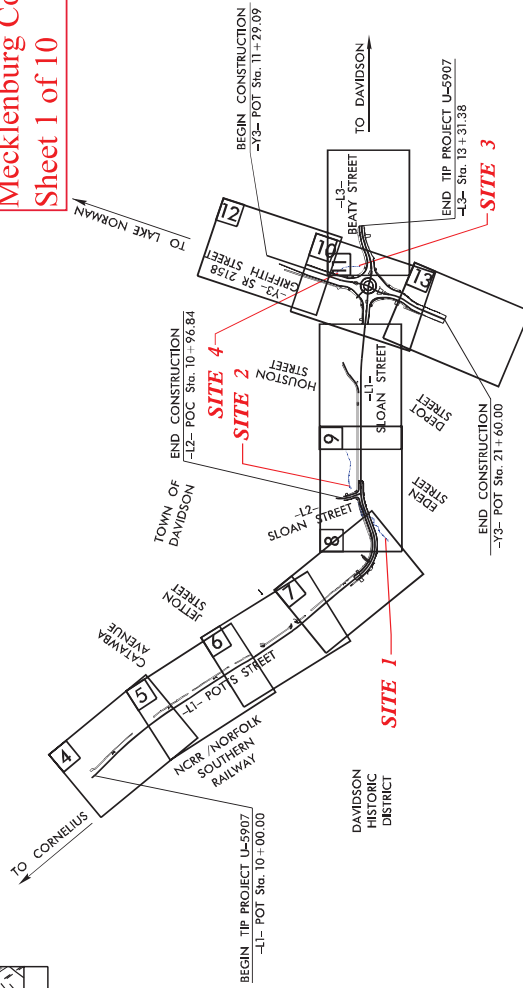 Mecklenburg Co
Sheet 1 of 10
BEGIN CONSTRUCTION
-Y3- POT Sta. 11+29.09
TO DAVIDSON
TO LAKE NORMAN
12
-Y3- SR 2158
GRIFFITH STREET
10
11
-L3-
BEATY STREET
END TIP PROJECT U-5907
-L3- Sta. 13+31.38
SITE 3
13
END CONSTRUCTION
-L2- POC Sta. 10+96.84
SITE 4
SITE 2
HOUSTON
STREET
-L1-
SLOAN STREET
DEPOT
STREET
END CONSTRUCTION
-Y3- POT Sta. 21+60.00
9
EDEN
STREET
TOWN OF
DAVIDSON
-L2-
SLOAN STREET
8
SITE 1
JETTON
STREET
7
CATAWBA
AVENUE
6
5
-L1- POTTS STREET
4
NCRR /NORFOLK
SOUTHERN
RAILWAY
DAVIDSON
HISTORIC
DISTRICT
TO CORNELIUS
BEGIN TIP PROJECT U-5907
-L1- POT Sta. 10+00.00